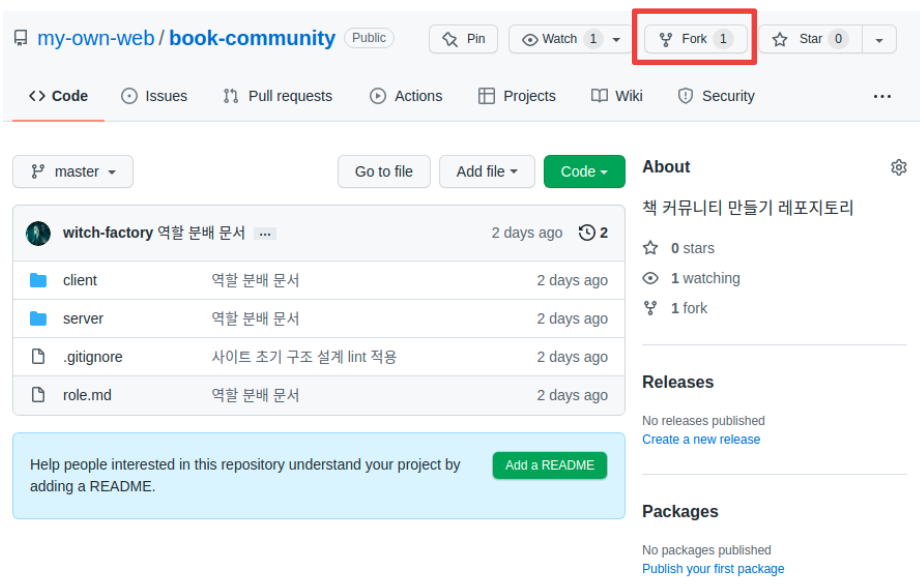 my-own-web / book-community Public Pin Watch 1 Fork 1 Star 0
Code Issues Pull requests Actions Projects Wiki Security ...
master Go to file Add file Code
About
책 커뮤니티 만들기 레포지토리
0 stars
1 watching
1 fork
witch-factory 역할 분배 문서 ... 2 days ago 2
client 역할 분배 문서 2 days ago
server 역할 분배 문서 2 days ago
.gitignore 사이트 초기 구조 설계 lint 적용 2 days ago
role.md 역할 분배 문서 2 days ago
Help people interested in this repository understand your project by
adding a README.
Add a README
Releases
No releases published
Create a new release
Packages
No packages published
Publish your first package